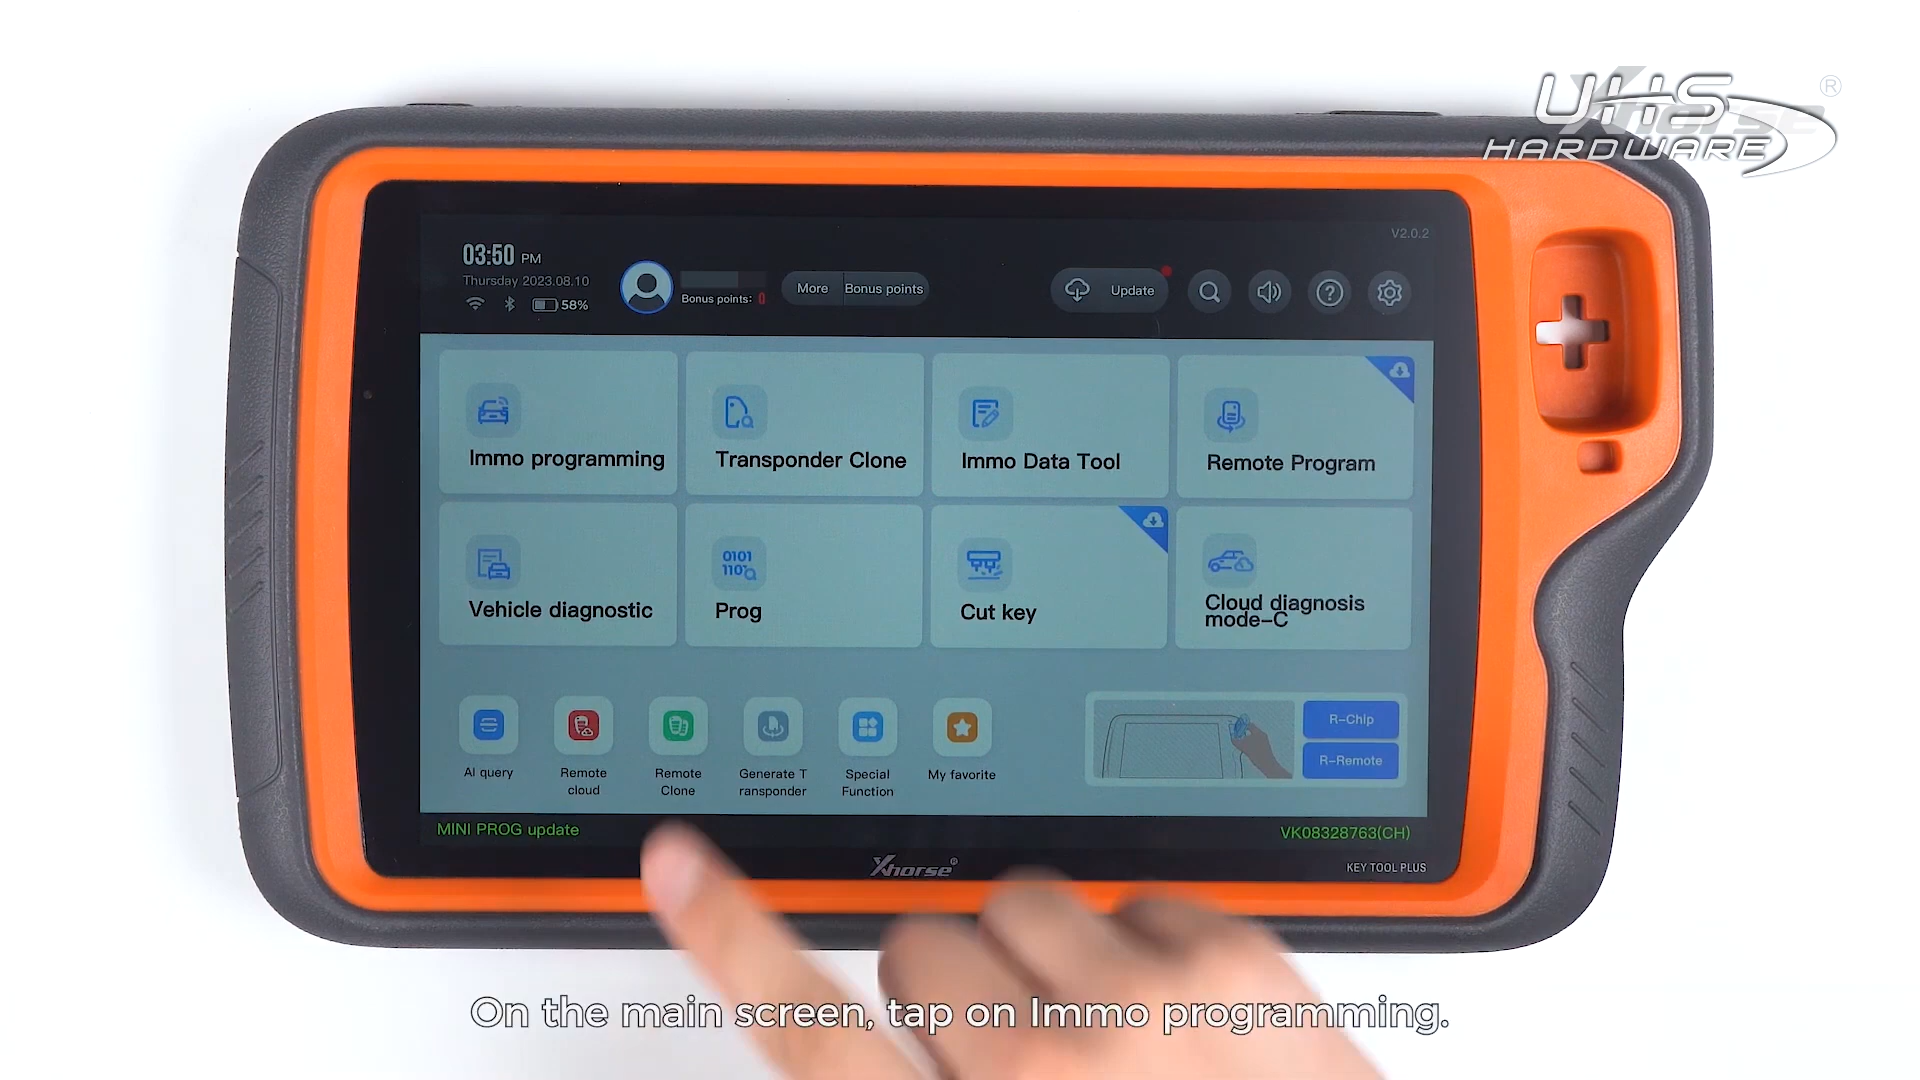 UHS
HARDWARE
®
03:50 PM
V2.0.2
Thursday 2023.08.10
58%
Bonus points: 0
More
Bonus points
Update
Immo programming
Transponder Clone
Immo Data Tool
Remote Program
Vehicle diagnostic
0101
1101
Prog
Cut key
Cloud diagnosis
mode-C
AI query
Remote
cloud
Remote
Clone
Generate T
ransponder
Special
Function
My favorite
R-Chip
R-Remote
MINI PROG update
VK08328763(CH)
Xhorse®
KEY TOOL PLUS
On the main screen, tap on Immo programming.